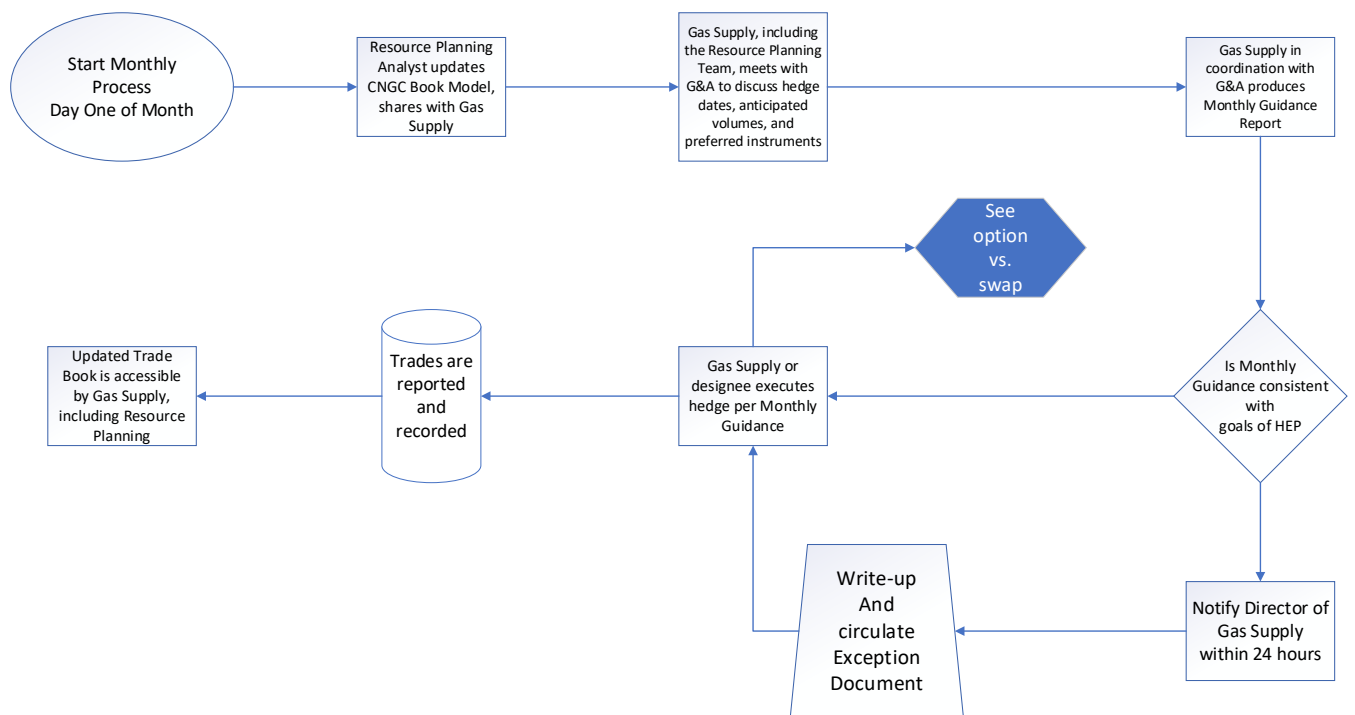 Start Monthly
Process
Day One of Month
Resource Planning
Analyst updates
CNGC Book Model,
shares with Gas
Supply
Gas Supply, including
the Resource Planning
Team, meets with
G&A to discuss hedge
dates, anticipated
volumes, and
preferred instruments
Gas Supply in
coordination with
G&A produces
Monthly Guidance
Report
See
option
vs.
swap
Is Monthly
Guidance consistent
with
goals of HEP
Gas Supply or
designee executes
hedge per Monthly
Guidance
Trades are
reported
and
recorded
Updated Trade
Book is accessible
by Gas Supply,
including Resource
Planning
Notify Director of
Gas Supply
within 24 hours
Write-up
And
circulate
Exception
Document